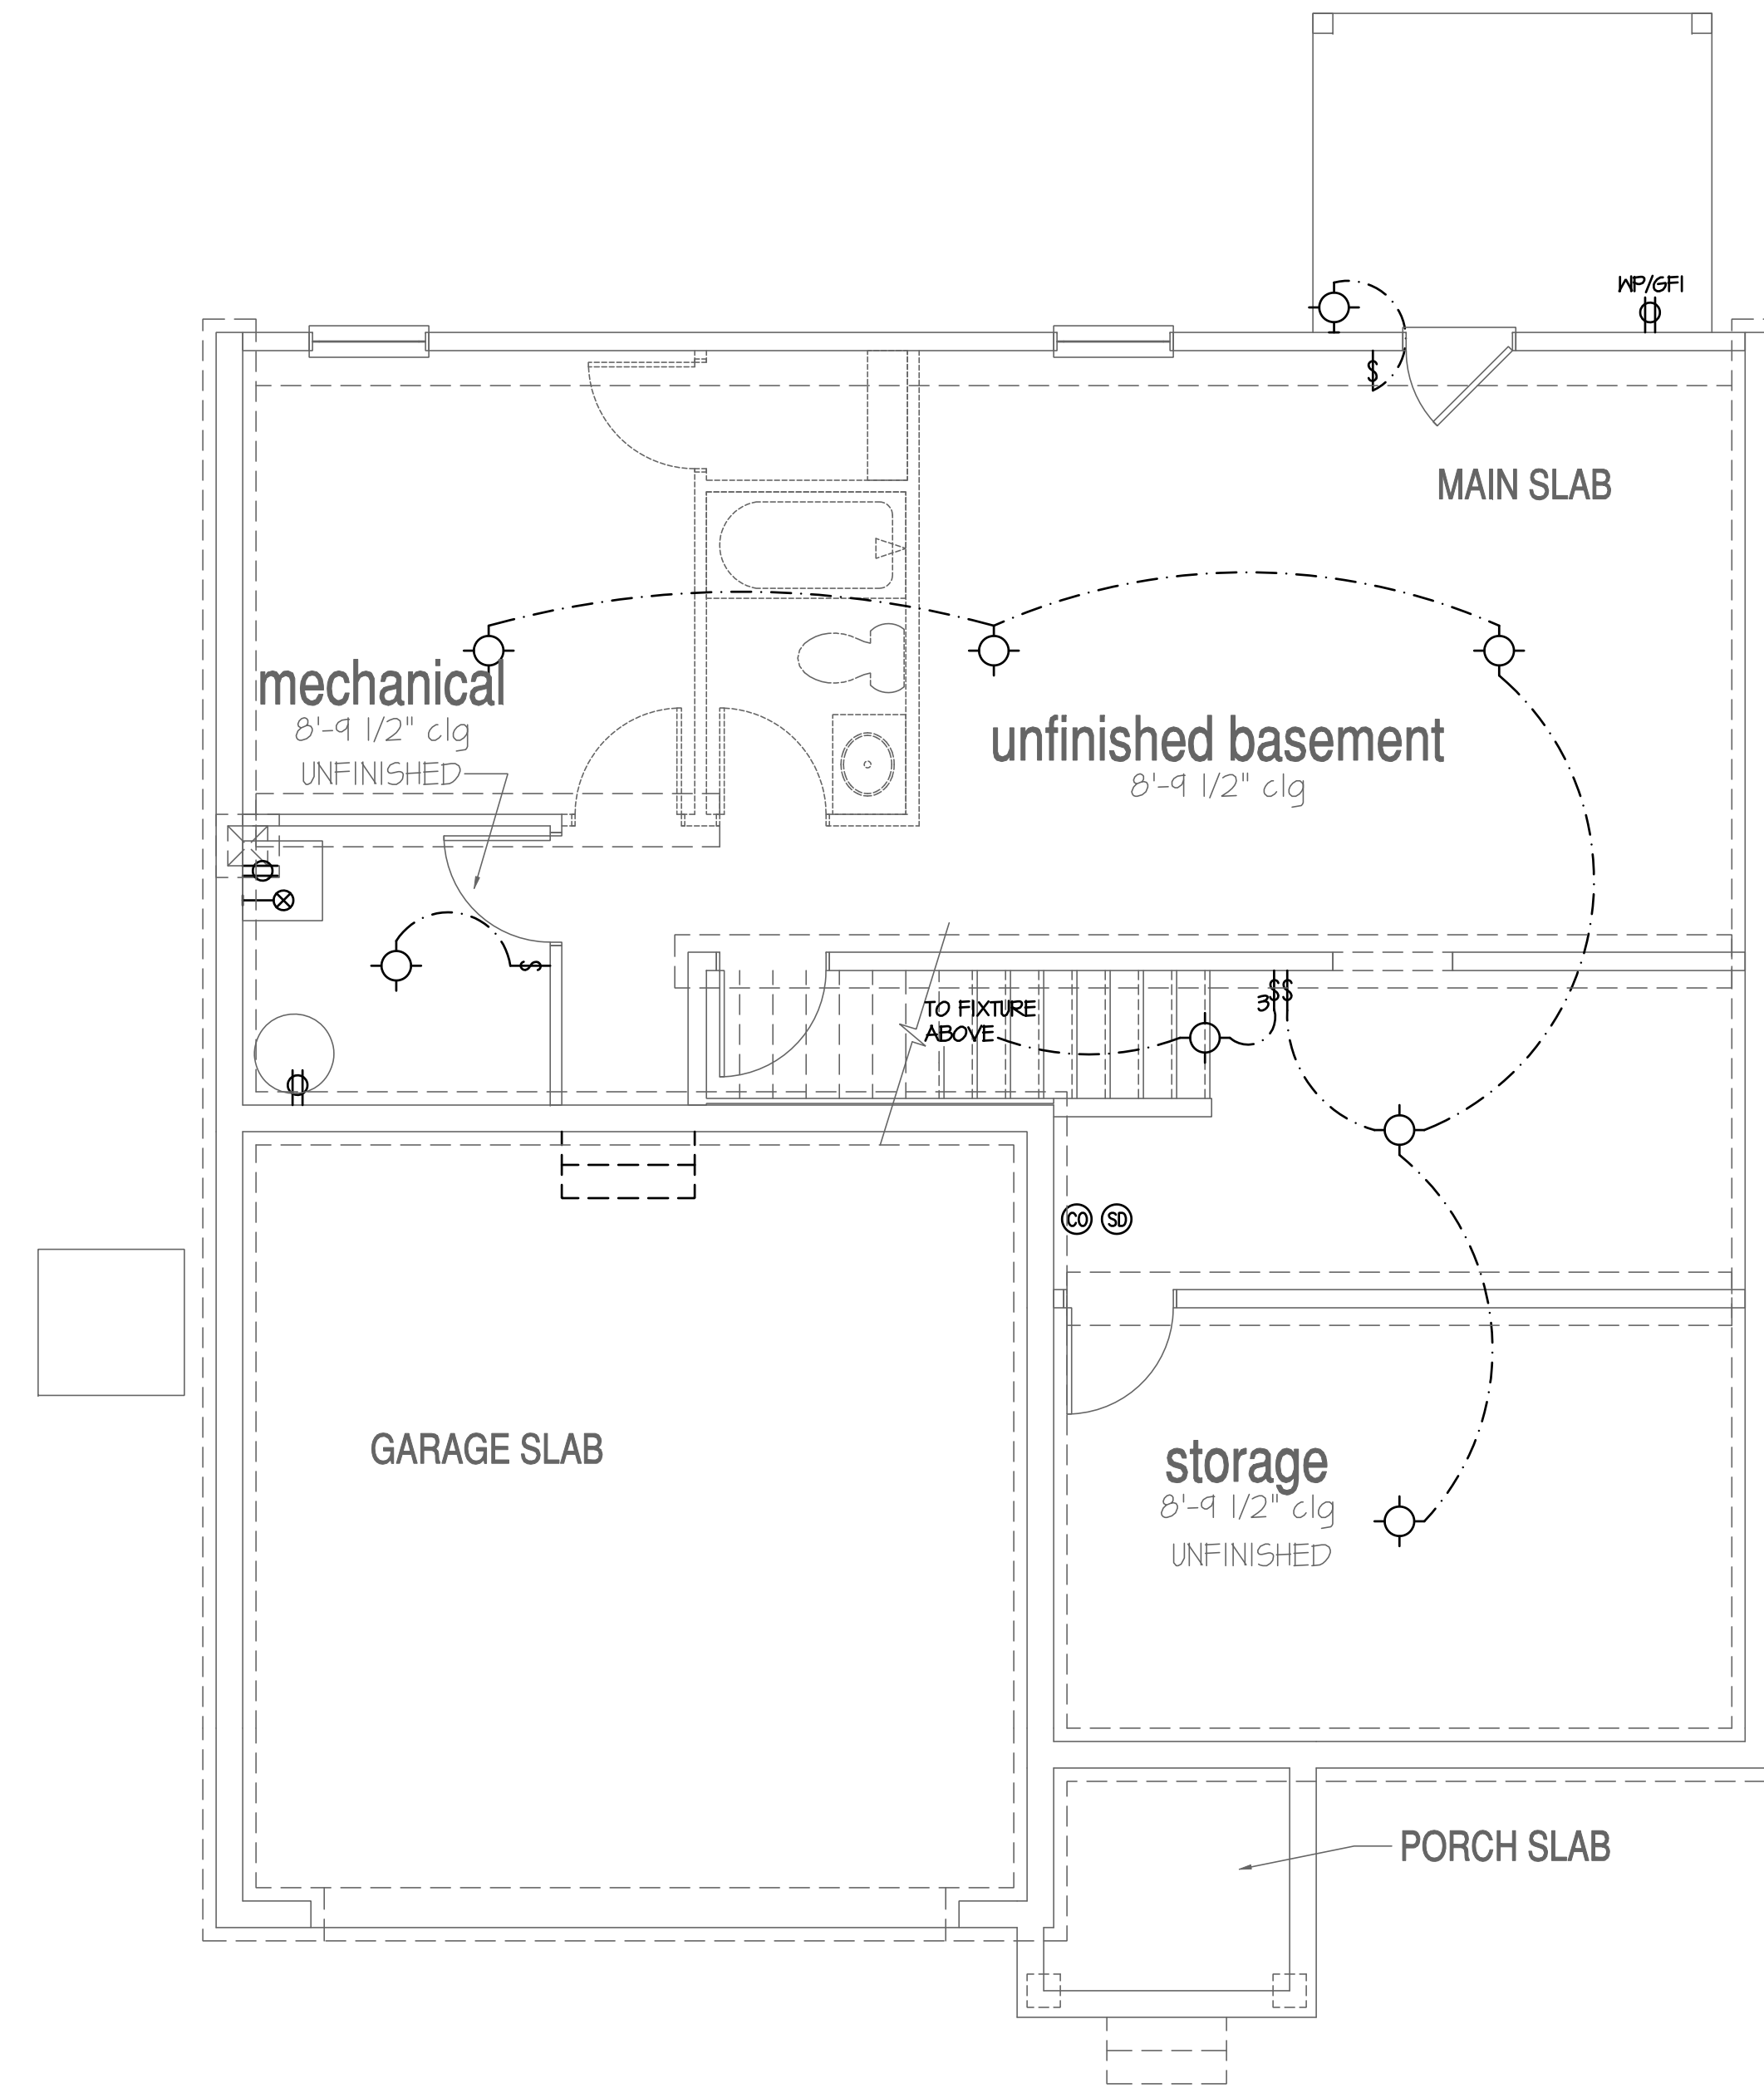 WP/GFI
$
MAIN SLAB
mechanical
8'-9 1/2" clg
UNFINISHED
unfinished basement
8'-9 1/2" clg
$
TO FIXTURE
ABOVE
3
$$
CO
SD
GARAGE SLAB
storage
8'-9 1/2" clg
UNFINISHED
PORCH SLAB